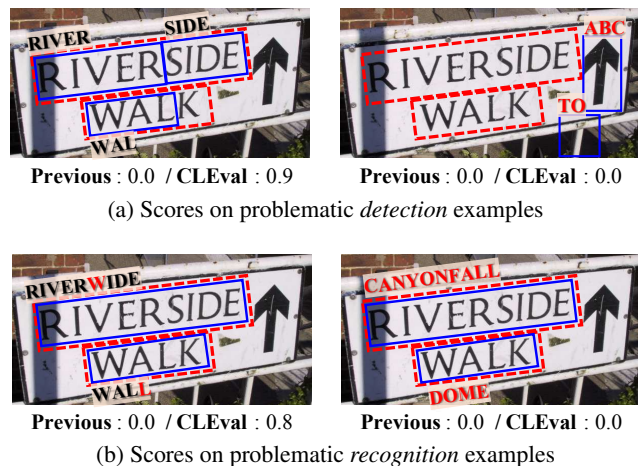 RIVER SIDE ABC
RIVERSIDE RIVERSIDE
WALK WALK TO
WAL
Previous : 0.0 / CLEval : 0.9 Previous : 0.0 / CLEval : 0.0
(a) Scores on problematic detection examples
RIVERWIDE CANYONFALL
RIVERSIDE RIVERSIDE
WALK WALK
WALL DOME
Previous : 0.0 / CLEval : 0.8 Previous : 0.0 / CLEval : 0.0
(b) Scores on problematic recognition examples